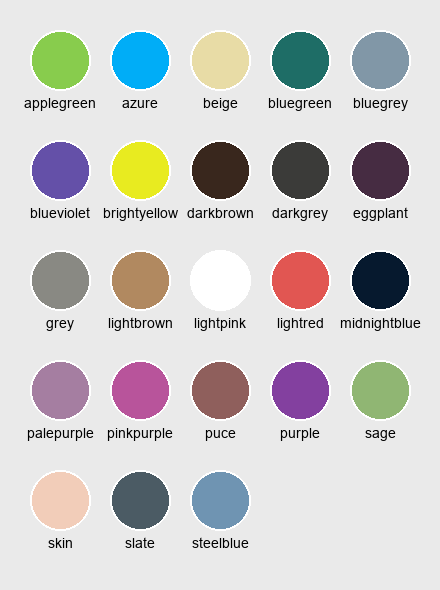 applegreen azure beige bluegreen bluegrey
blueviolet brightyellow darkbrown darkgrey eggplant
grey lightbrown lightpink lightred midnightblue
palepurple pinkpurple puce purple sage
skin slate steelblue